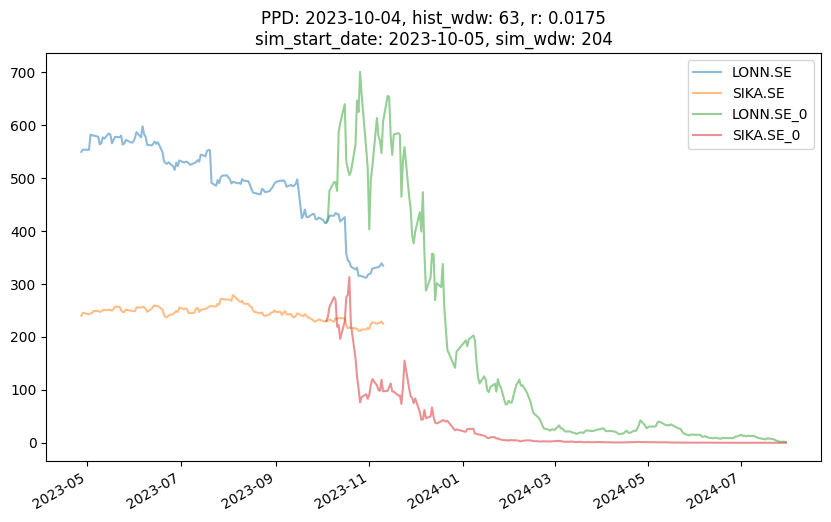 PPD: 2023-10-04, hist_wdw: 63, r: 0.0175
sim_start_date: 2023-10-05, sim_wdw: 204
LONN.SE
SIKA.SE
LONN.SE_0
SIKA.SE_0
700
600
500
400
300
200
100
0
2023-05
2023-07
2023-09
2023-11
2024-01
2024-03
2024-05
2024-07